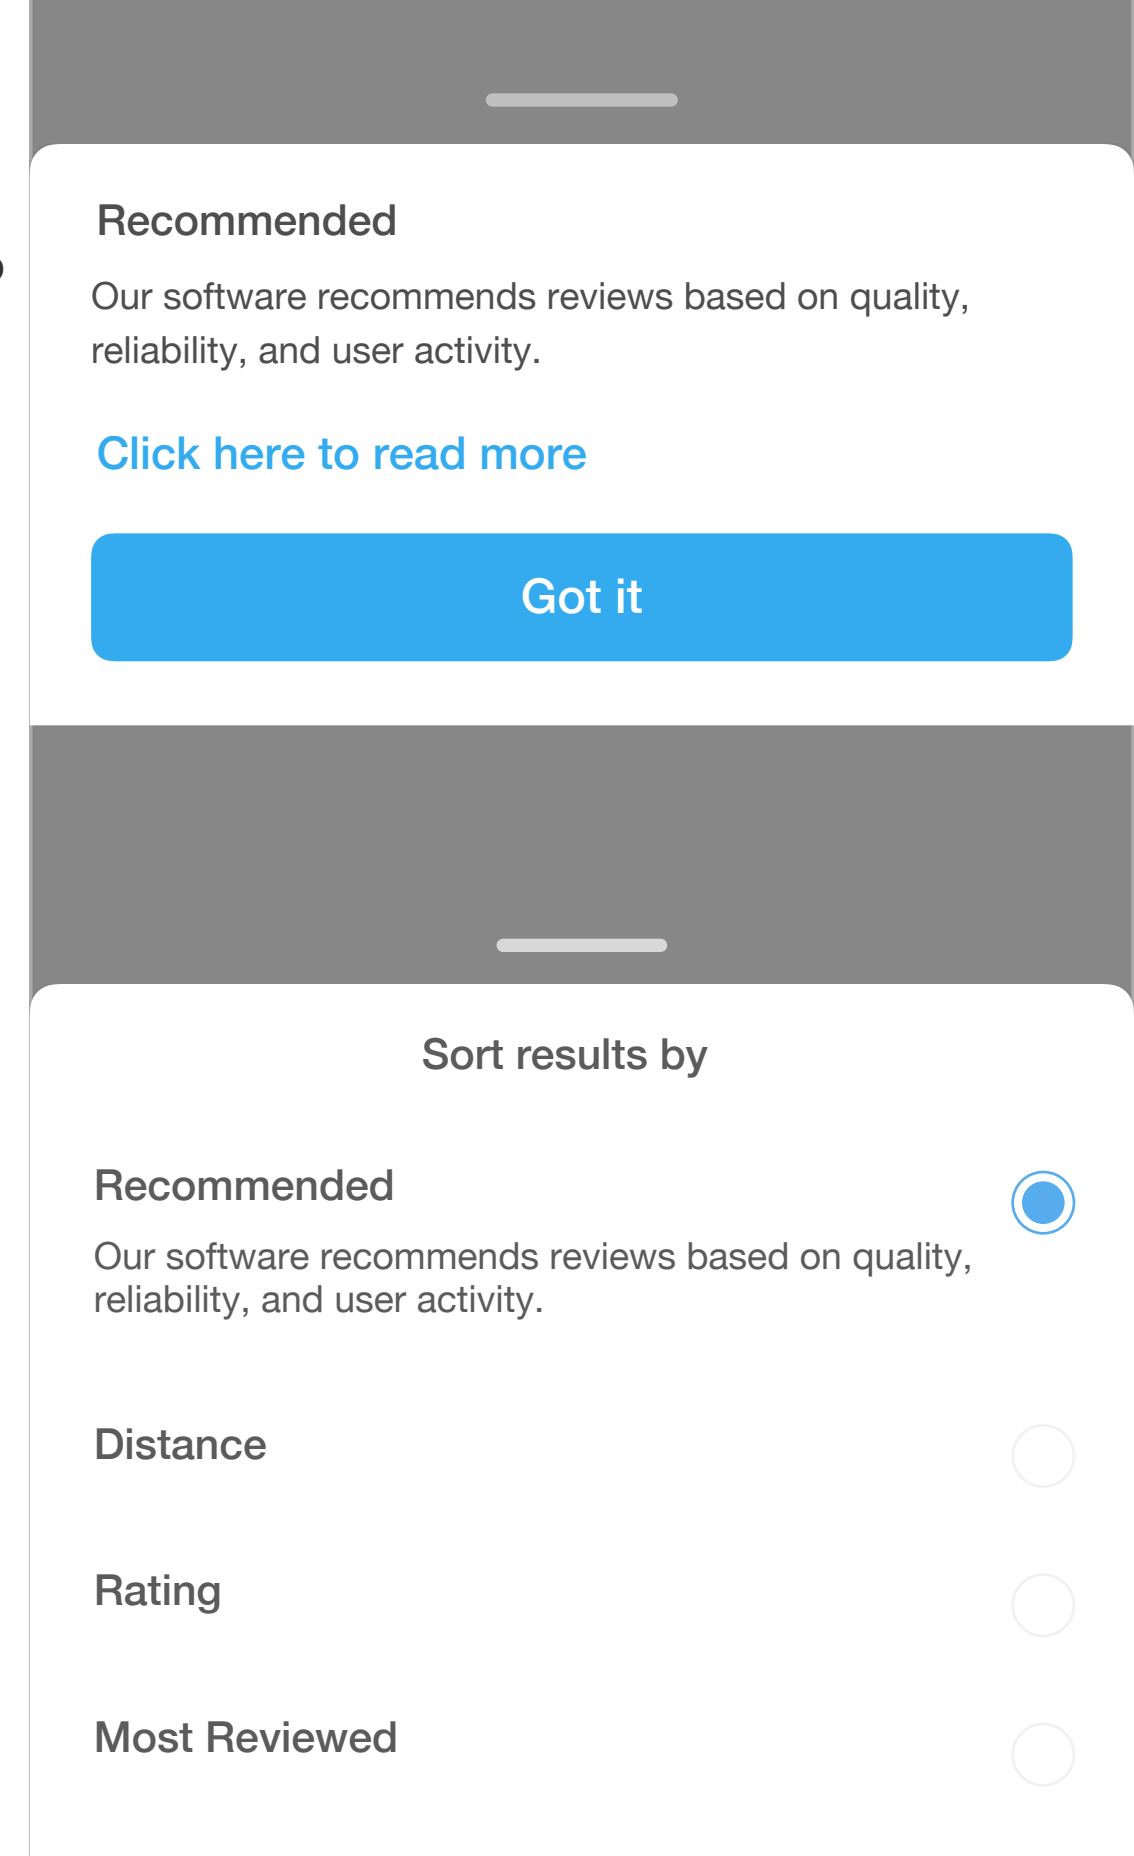 Recommended
Our software recommends reviews based on quality,
reliability, and user activity.
Click here to read more
Got it
Sort results by
Recommended
Our software recommends reviews based on quality,
reliability, and user activity.
Distance
Rating
Most Reviewed